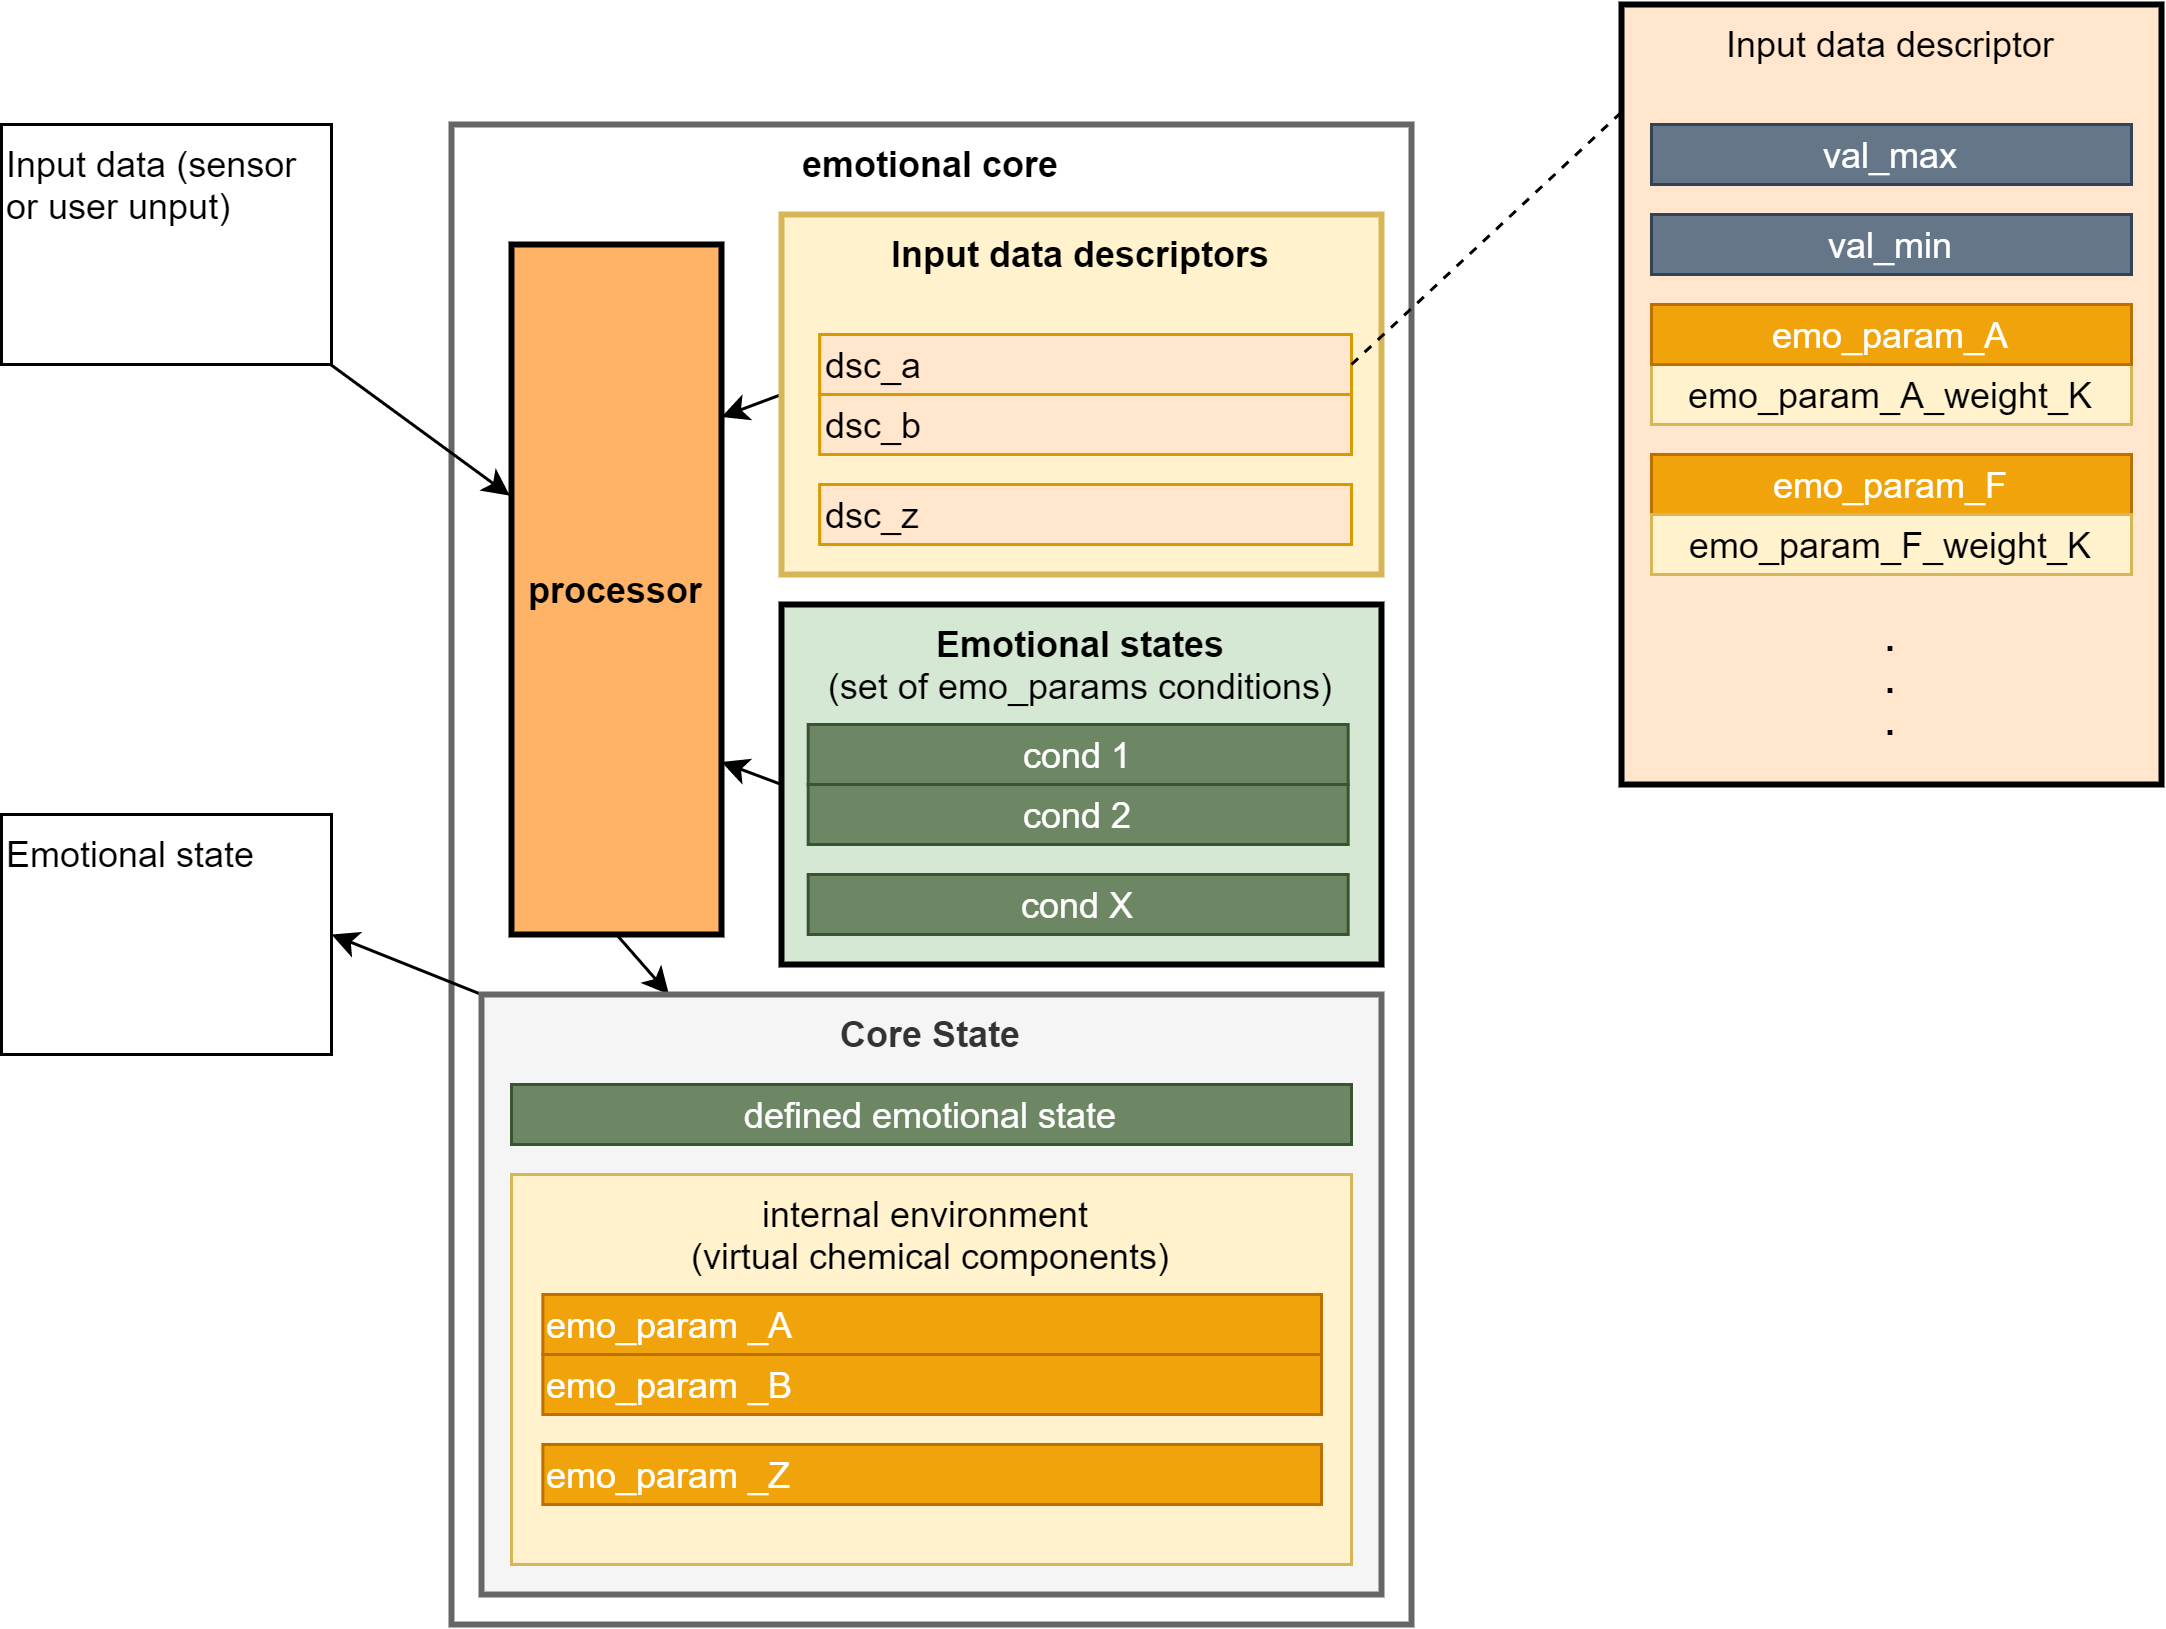 Input data (sensor
or user unput)
emotional core
processor
Input data descriptors
dsc_a
dsc_b
dsc_z
Input data descriptor
val_max
val_min
emo_param_A
emo_param_A_weight_K
emo_param_F
emo_param_F_weight_K
.
.
.
Emotional states
(set of emo_params conditions)
cond 1
cond 2
cond X
Emotional state
Core State
defined emotional state
internal environment
(virtual chemical components)
emo_param _A
emo_param _B
emo_param _Z